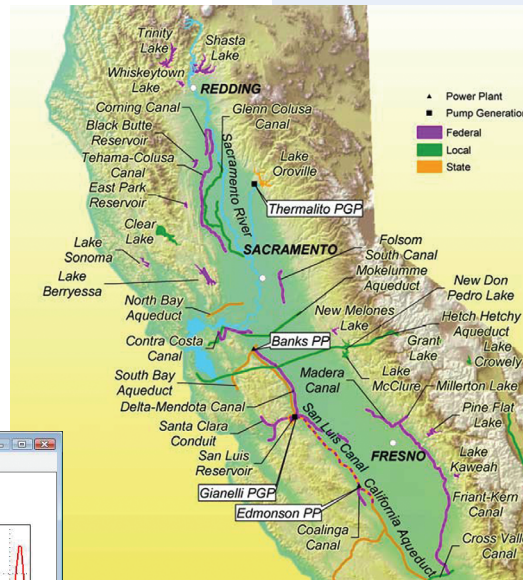 Trinity
Lake
Shasta
Lake
Whiskeytown
Lake
REDDING
Corning Canal
Glenn Colusa
Canal
Black Butte
Reservoir
Sacramento River
Tehama-Colusa
Canal
Lake
Oroville
East Park
Reservoir
Thermalito PGP
Clear
Lake
SACRAMENTO
Lake
Sonoma
Folsom
South Canal
Lake
Berryessa
Mokelumme
Aqueduct
North Bay
Aqueduct
New Melones
Lake
New Don
Pedro Lake
Hetch Hetchy
Aqueduct
Contra Costa
Canal
Banks PP
Grant
Lake
Lake
Crowely
South Bay
Aqueduct
Madera
Canal
Lake
McClure
Millerton Lake
Delta-Mendota Canal
Santa Clara
Conduit
San Luis Canal
Pine Flat
Lake
San Luis
Reservoir
FRESNO
Lake
Kaweah
Gianelli PGP
Edmonson PP
California Aqueduct
Friant-Kern
Canal
Coalinga
Canal
Cross Valle
Canal
Power Plant
Pump Generation
Federal
Local
State